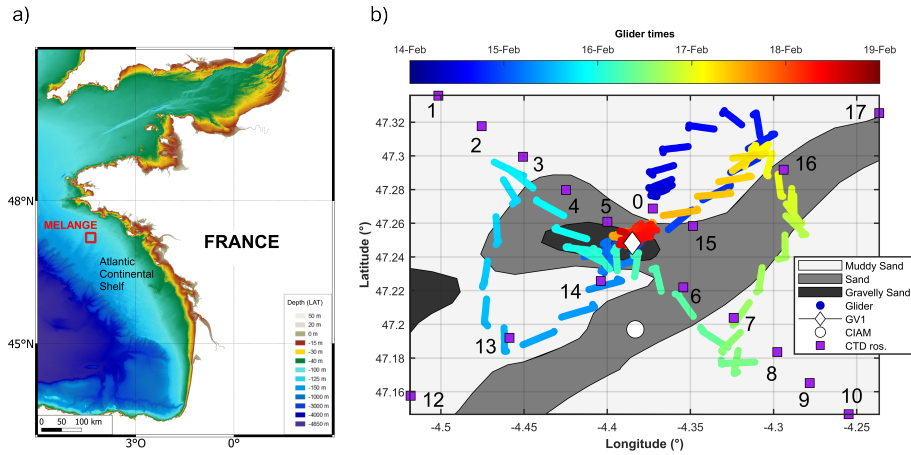 a)
48°N
MELANGE
FRANCE
Atlantic
Continental
Shelf
45°N
Depth (LAT)
50 m
20 m
0 m
-15 m
-30 m
-40 m
-100 m
-125 m
-150 m
-1000 m
-3000 m
-4000 m
-4850 m
0 50 100 km
3°O
0°
b)
Glider times
14-Feb 15-Feb 16-Feb 17-Feb 18-Feb 19-Feb
Latitude (°)
47.32
47.3
47.28
47.26
47.24
47.22
47.2
47.18
47.16
1
2
3
4
5
0
15
16
17
14
6
7
13
8
9
10
12
Muddy Sand
Sand
Gravelly Sand
Glider
GV1
CIAM
CTD ros.
-4.5 -4.45 -4.4 -4.35 -4.3 -4.25
Longitude (°)